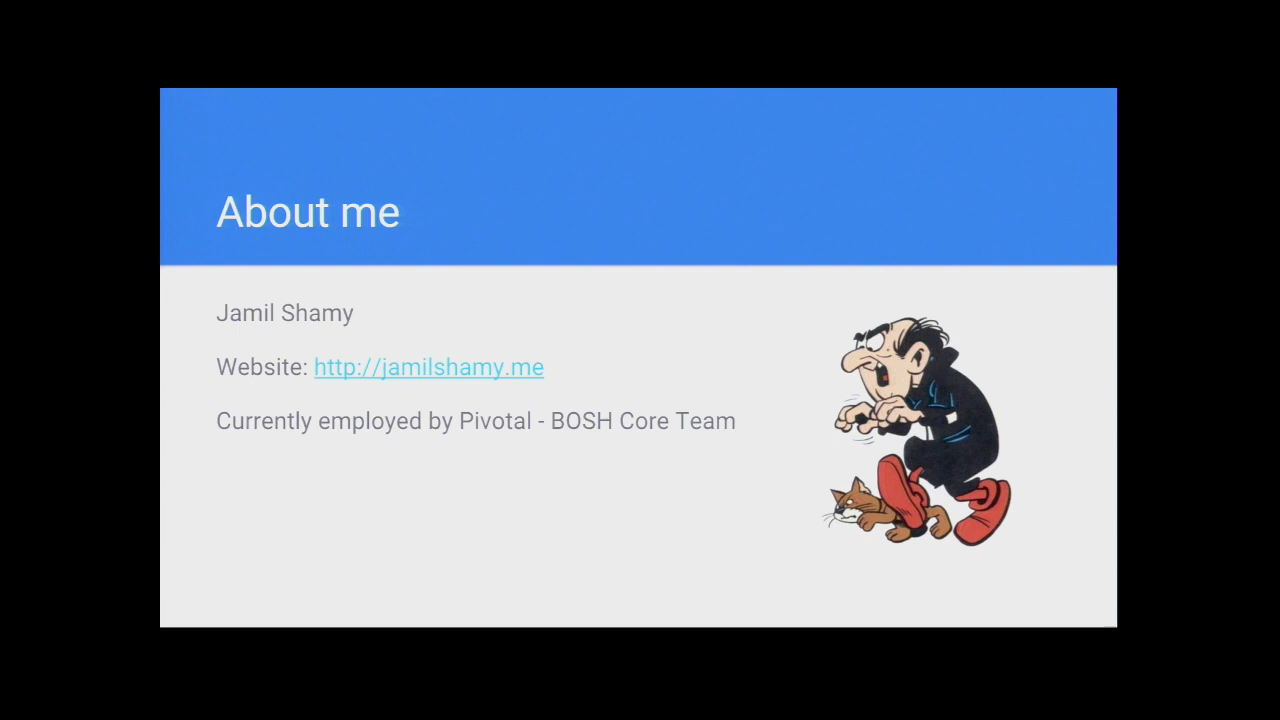 About me
Jamil Shamy
Website: http://jamilshamy.me
Currently employed by Pivotal - BOSH Core Team